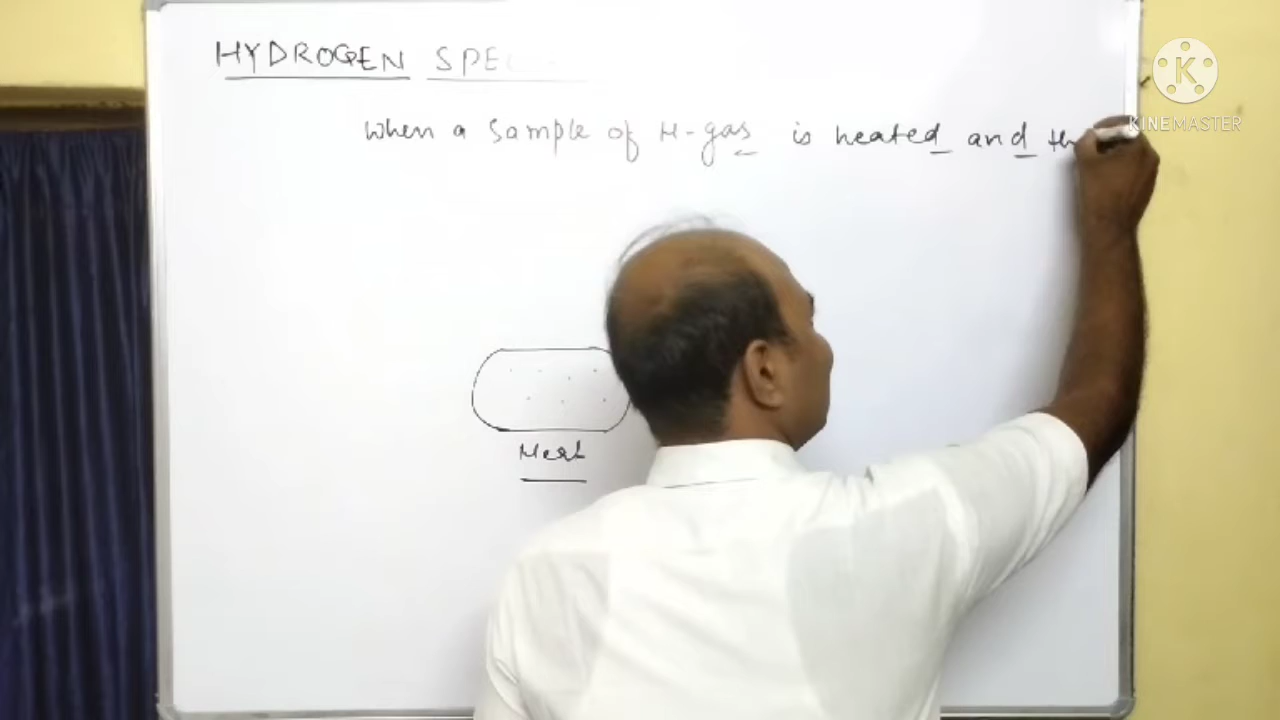 HYDROGEN SPEC
When a Sample of H-gas is heated and th
Heat
K
KINEMASTER